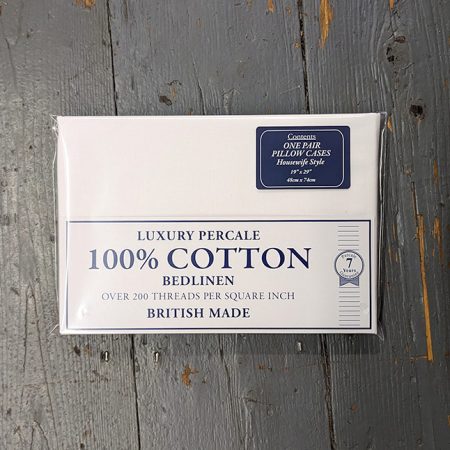 Contents
ONE PAIR
PILLOW CASES
Housewife Style
19" x 29"
48cm x 74cm
LUXURY PERCALE
100% COTTON
BEDLINEN
OVER 200 THREADS PER SQUARE INCH
BRITISH MADE
7
Years